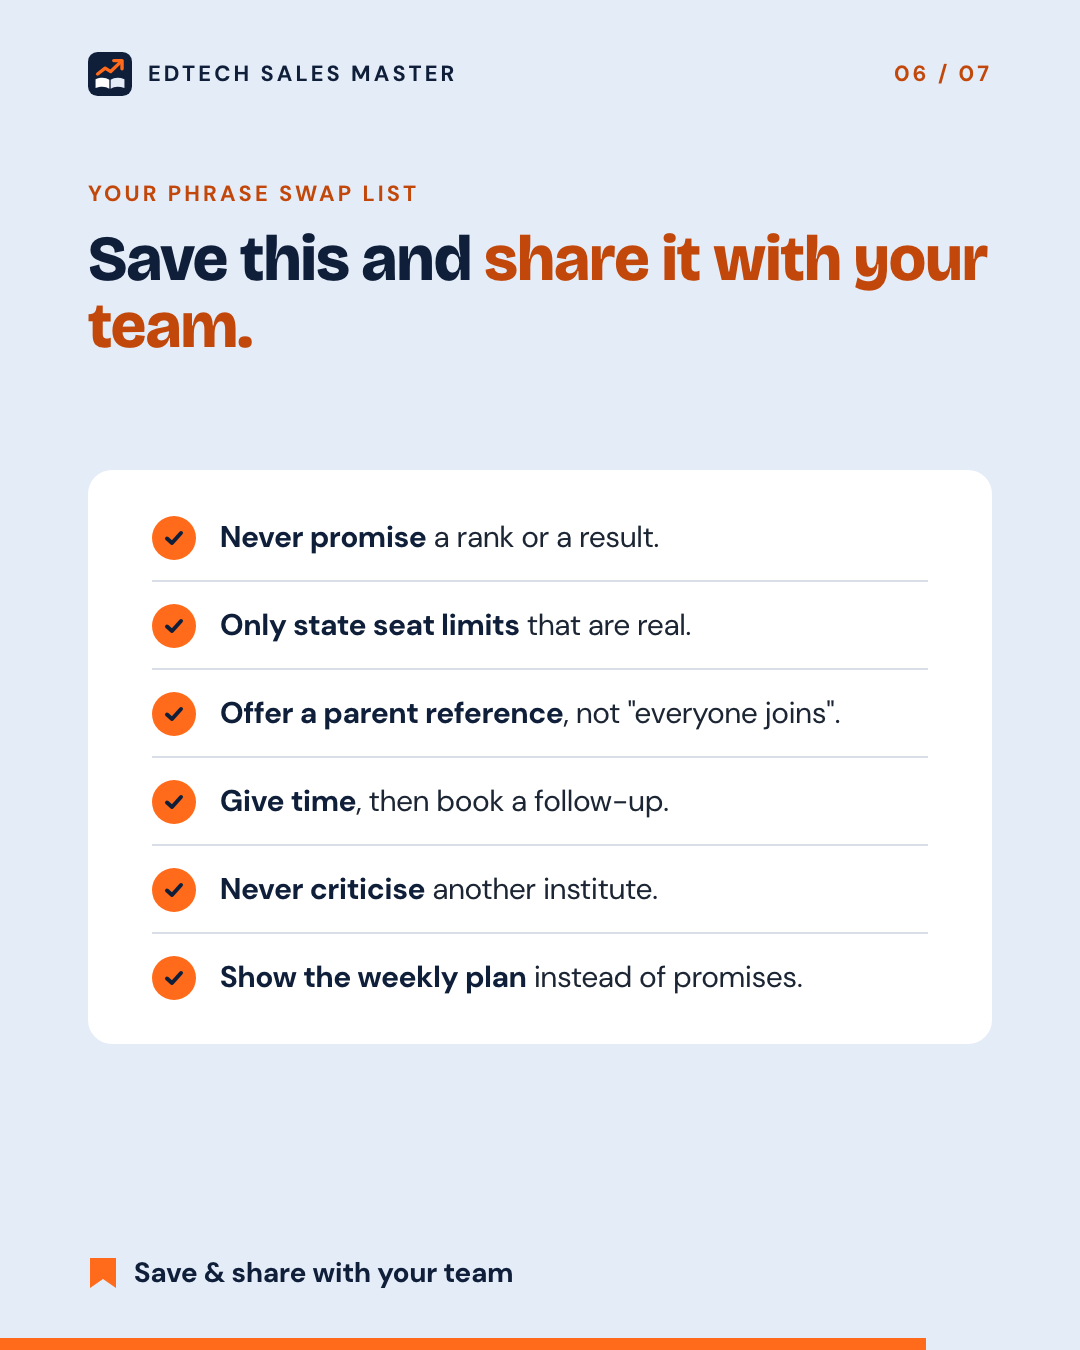 EDTECH SALES MASTER
06 / 07
YOUR PHRASE SWAP LIST
Save this and share it with your
team.
Never promise a rank or a result.
Only state seat limits that are real.
Offer a parent reference, not "everyone joins".
Give time, then book a follow-up.
Never criticise another institute.
Show the weekly plan instead of promises.
Save & share with your team